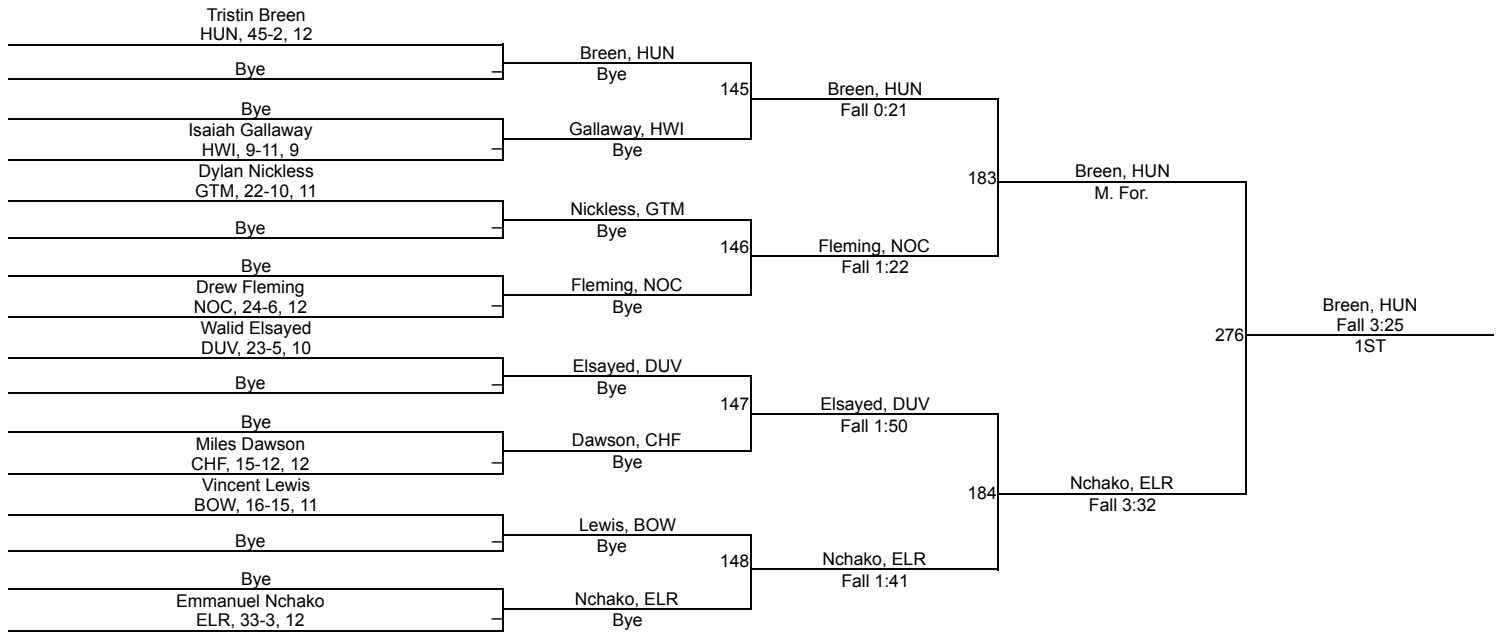 Tristin Breen
HUN, 45-2, 12
Bye
Bye
Isaiah Gallaway
HWI, 9-11, 9
Dylan Nickless
GTM, 22-10, 11
Bye
Bye
Drew Fleming
NOC, 24-6, 12
Walid Elsayed
DUV, 23-5, 10
Bye
Bye
Miles Dawson
CHF, 15-12, 12
Vincent Lewis
BOW, 16-15, 11
Bye
Bye
Emmanuel Nchako
ELR, 33-3, 12
Breen, HUN
Bye
145
Gallaway, HWI
Bye
Nickless, GTM
Bye
146
Fleming, NOC
Bye
Elsayed, DUV
Bye
147
Dawson, CHF
Bye
Lewis, BOW
Bye
148
Nchako, ELR
Bye
Breen, HUN
Fall 0:21
183
Fleming, NOC
Fall 1:22
Elsayed, DUV
Fall 1:50
184
Nchako, ELR
Fall 1:41
Breen, HUN
M. For.
276
Nchako, ELR
Fall 3:32
Breen, HUN
Fall 3:25
1ST